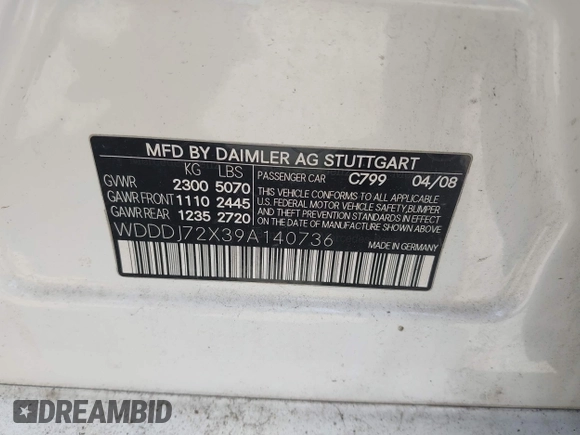 MFD BY DAIMLER AG STUTTGART
KG LBS
GVWR 2300 5070
GAWR FRONT 1110 2445
GAWR REAR 1235 2720
PASSENGER CAR C799 04/08
THIS VEHICLE CONFORMS TO ALL APPLICABLE
U.S. FEDERAL MOTOR VEHICLE SAFETY, BUMPER
AND THEFT PREVENTION STANDARDS IN EFFECT
ON THE DATE OF MANUFACTURE SHOWN ABOVE
WDDDJ72X39A140736
MADE IN GERMANY
DREAMBID